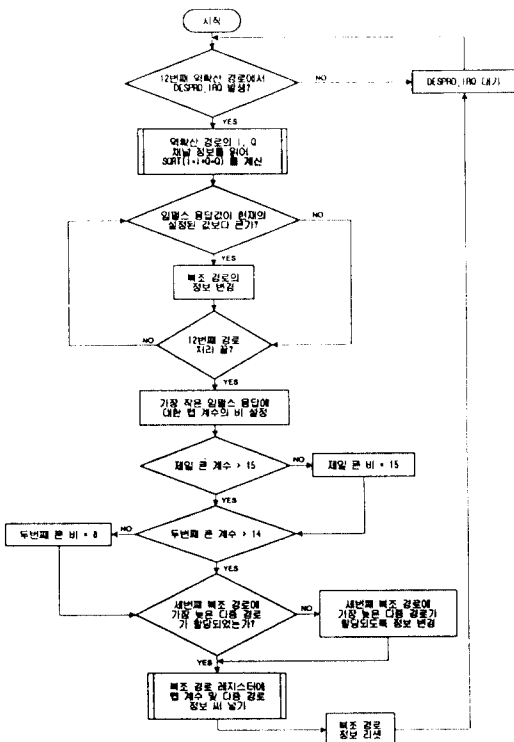 시작
12번째 역확산 경로에서
DESPRO_IRQ 발생?
NO
DESPRO_IRQ 대기
YES
역확산 경로의 I, Q
채널 정보를 읽어
SQRT(I*I+Q*Q) 를 계산
임펄스 응답값이 현재의
설정된 값보다 큰가?
NO
YES
복조 경로의
정보 변경
12번째 경로
처리 끝?
NO
YES
가장 작은 임펄스 응답에
대한 탭 계수의 비 설정
제일 큰 계수 > 15
NO
제일 큰 비 = 15
YES
두번째 큰 계수 > 14
NO
두번째 큰 비 = 8
YES
세번째 복조 경로에
가장 늦은 다중 경로
가 할당되었는가?
NO
세번째 복조 경로에
가장 늦은 다중 경로가
할당되도록 정보 변경
YES
복조 경로 레지스터에
탭 계수 및 다중 경로
정보 써 넣기
복조 경로
정보 리셋